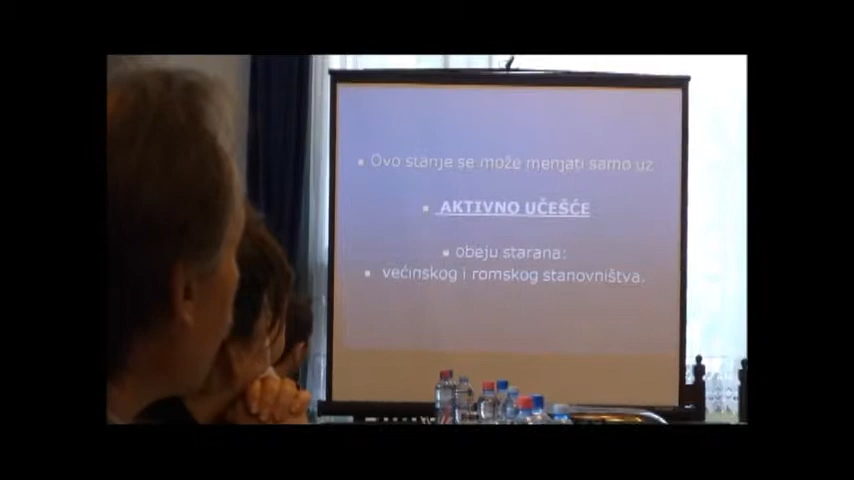 ▪ Ovo stanje se može menjati samo uz
▪ AKTIVNO UČEŠĆE
▪ obeju starana:
▪ većinskog i romskog stanovništva.